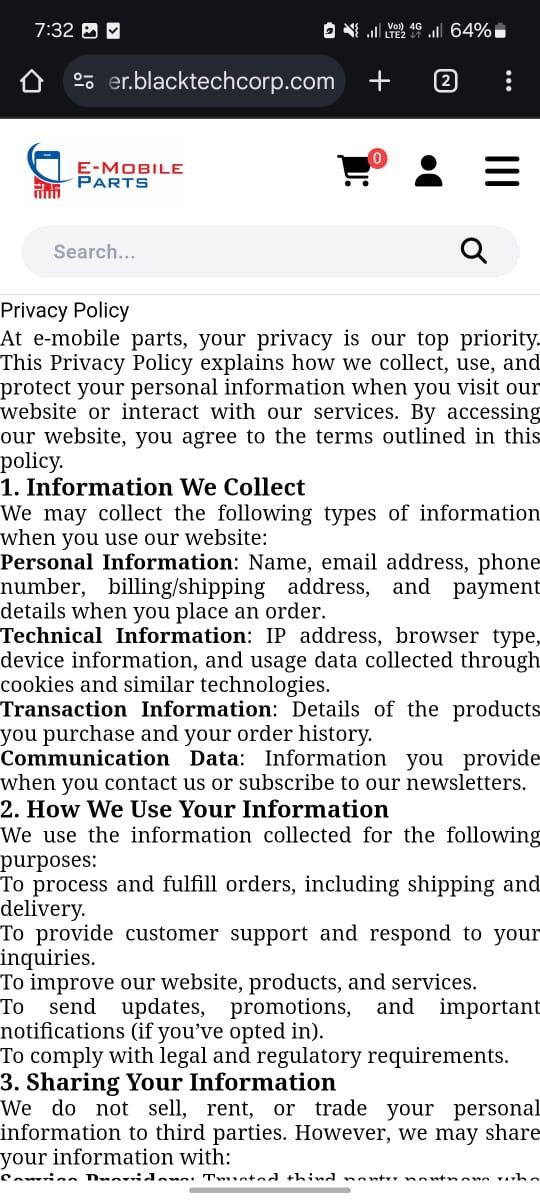 7:32
Vo)) 4G
LTE2
64%
er.blacktechcorp.com
2
E-MOBILE
PARTS
0
Search...
Privacy Policy
At e-mobile parts, your privacy is our top priority.
This Privacy Policy explains how we collect, use, and
protect your personal information when you visit our
website or interact with our services. By accessing
our website, you agree to the terms outlined in this
policy.
1. Information We Collect
We may collect the following types of information
when you use our website:
Personal Information: Name, email address, phone
number, billing/shipping address, and payment
details when you place an order.
Technical Information: IP address, browser type,
device information, and usage data collected through
cookies and similar technologies.
Transaction Information: Details of the products
you purchase and your order history.
Communication Data: Information you provide
when you contact us or subscribe to our newsletters.
2. How We Use Your Information
We use the information collected for the following
purposes:
To process and fulfill orders, including shipping and
delivery.
To provide customer support and respond to your
inquiries.
To improve our website, products, and services.
To send updates, promotions, and important
notifications (if you’ve opted in).
To comply with legal and regulatory requirements.
3. Sharing Your Information
We do not sell, rent, or trade your personal
information to third parties. However, we may share
your information with:
Service Providers: Trusted third-party partners who